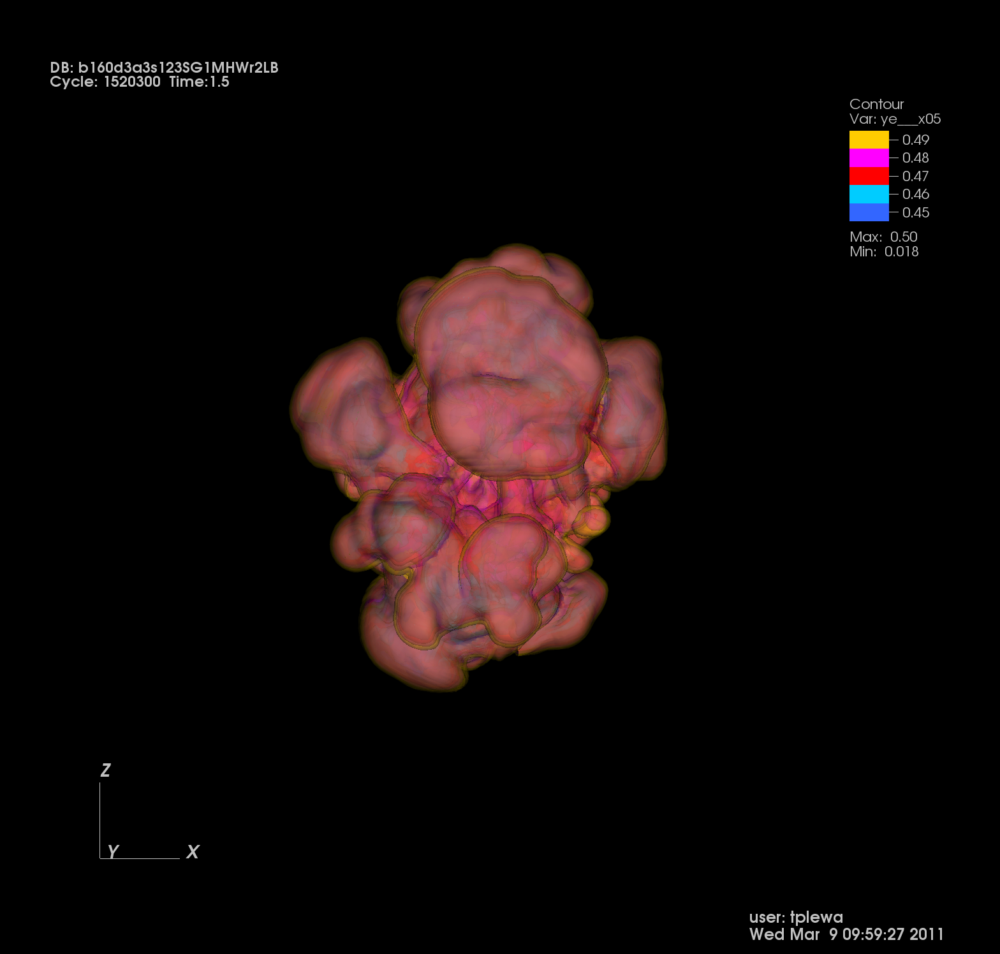 DB: b160d3a3s123SG1MHWr2LB
Cycle: 1520300 Time:1.5
Contour
Var: ye___x05
0.49
0.48
0.47
0.46
0.45
Max: 0.50
Min: 0.018
Z
Y X
user: tplewa
Wed Mar 9 09:59:27 2011